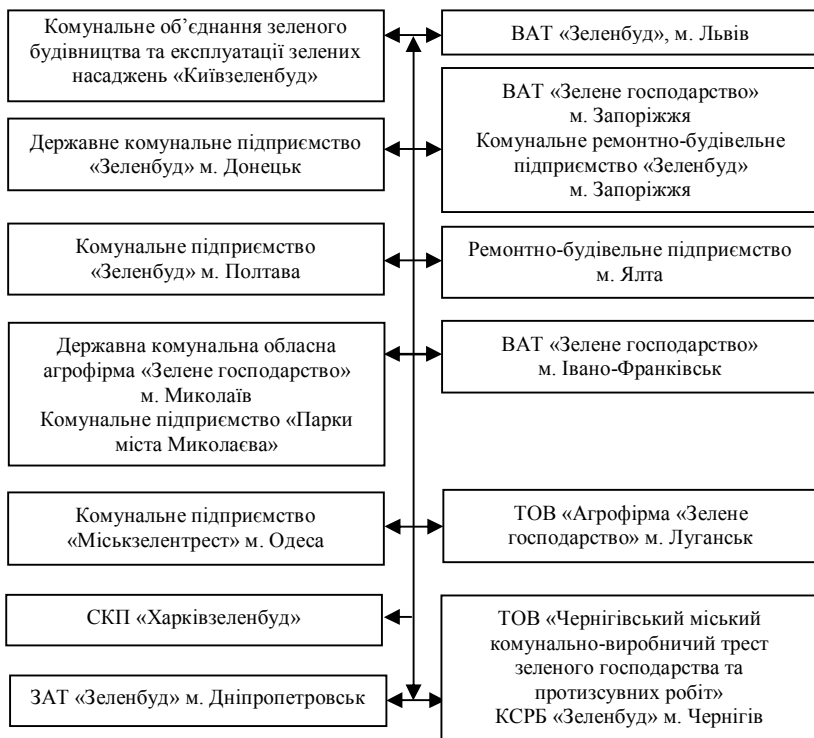 Комунальне об’єднання зеленого
будівництва та експлуатації зелених
насаджень «Київзеленбуд»
ВАТ «Зеленбуд», м. Львів
Державне комунальне підприємство
«Зеленбуд» м. Донецьк
ВАТ «Зелене господарство»
м. Запоріжжя
Комунальне ремонтно-будівельне
підприємство «Зеленбуд»
м. Запоріжжя
Комунальне підприємство
«Зеленбуд» м. Полтава
Ремонтно-будівельне підприємство
м. Ялта
Державна комунальна обласна
агрофірма «Зелене господарство»
м. Миколаїв
Комунальне підприємство «Парки
міста Миколаєва»
ВАТ «Зелене господарство»
м. Івано-Франківськ
Комунальне підприємство
«Міськзелентрест» м. Одеса
ТОВ «Агрофірма «Зелене
господарство» м. Луганськ
СКП «Харківзеленбуд»
ТОВ «Чернігівський міський
комунально-виробничий трест
зеленого господарства та
протизсувних робіт»
КСРБ «Зеленбуд» м. Чернігів
ЗАТ «Зеленбуд» м. Дніпропетровськ